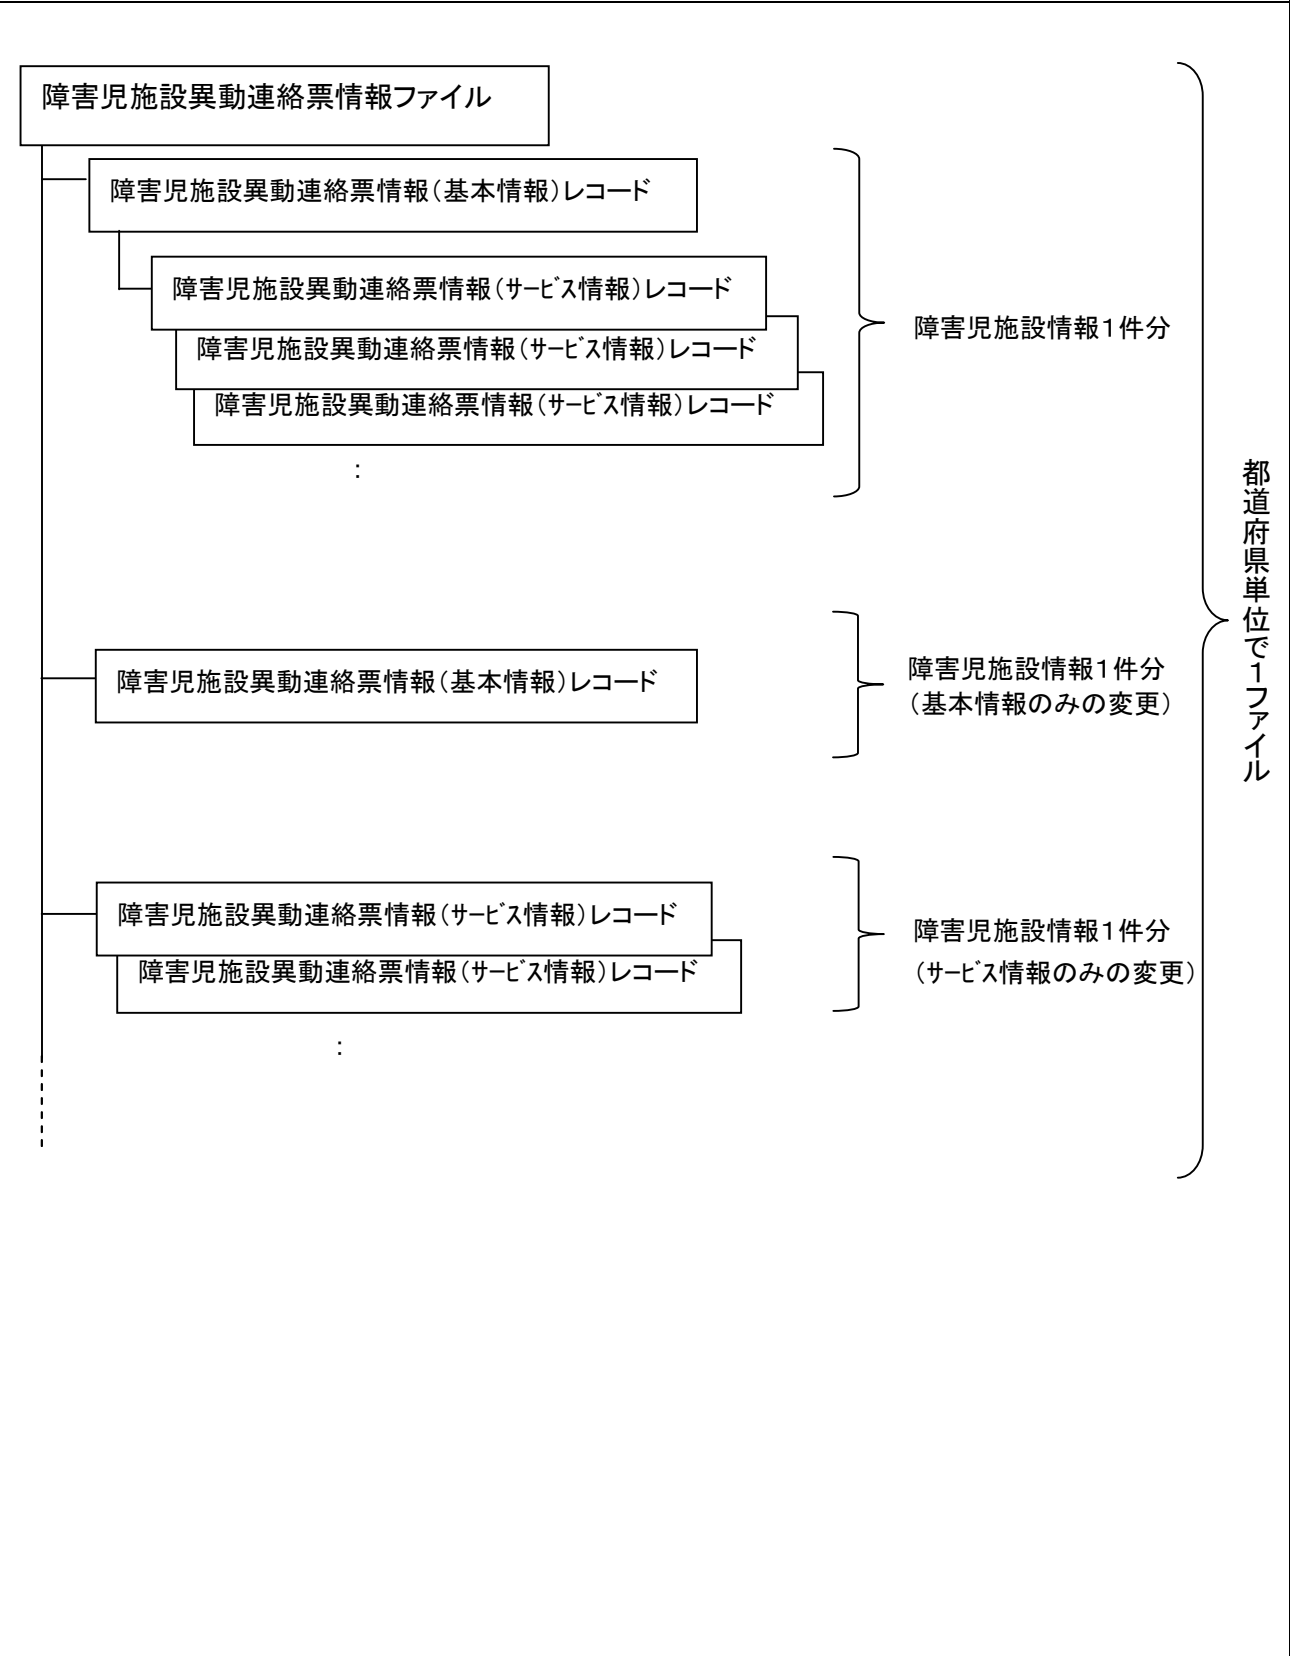 障害児施設異動連絡票情報ファイル
障害児施設異動連絡票情報（基本情報）レコード
障害児施設異動連絡票情報（ｻｰﾋﾞｽ情報）レコード
障害児施設異動連絡票情報（ｻｰﾋﾞｽ情報）レコード
障害児施設異動連絡票情報（ｻｰﾋﾞｽ情報）レコード
：
障害児施設情報１件分
障害児施設異動連絡票情報（基本情報）レコード
障害児施設情報１件分
（基本情報のみの変更）
障害児施設異動連絡票情報（ｻｰﾋﾞｽ情報）レコード
障害児施設異動連絡票情報（ｻｰﾋﾞｽ情報）レコード
：
障害児施設情報１件分
（ｻｰﾋﾞｽ情報のみの変更）
都道府県単位で１ファイル